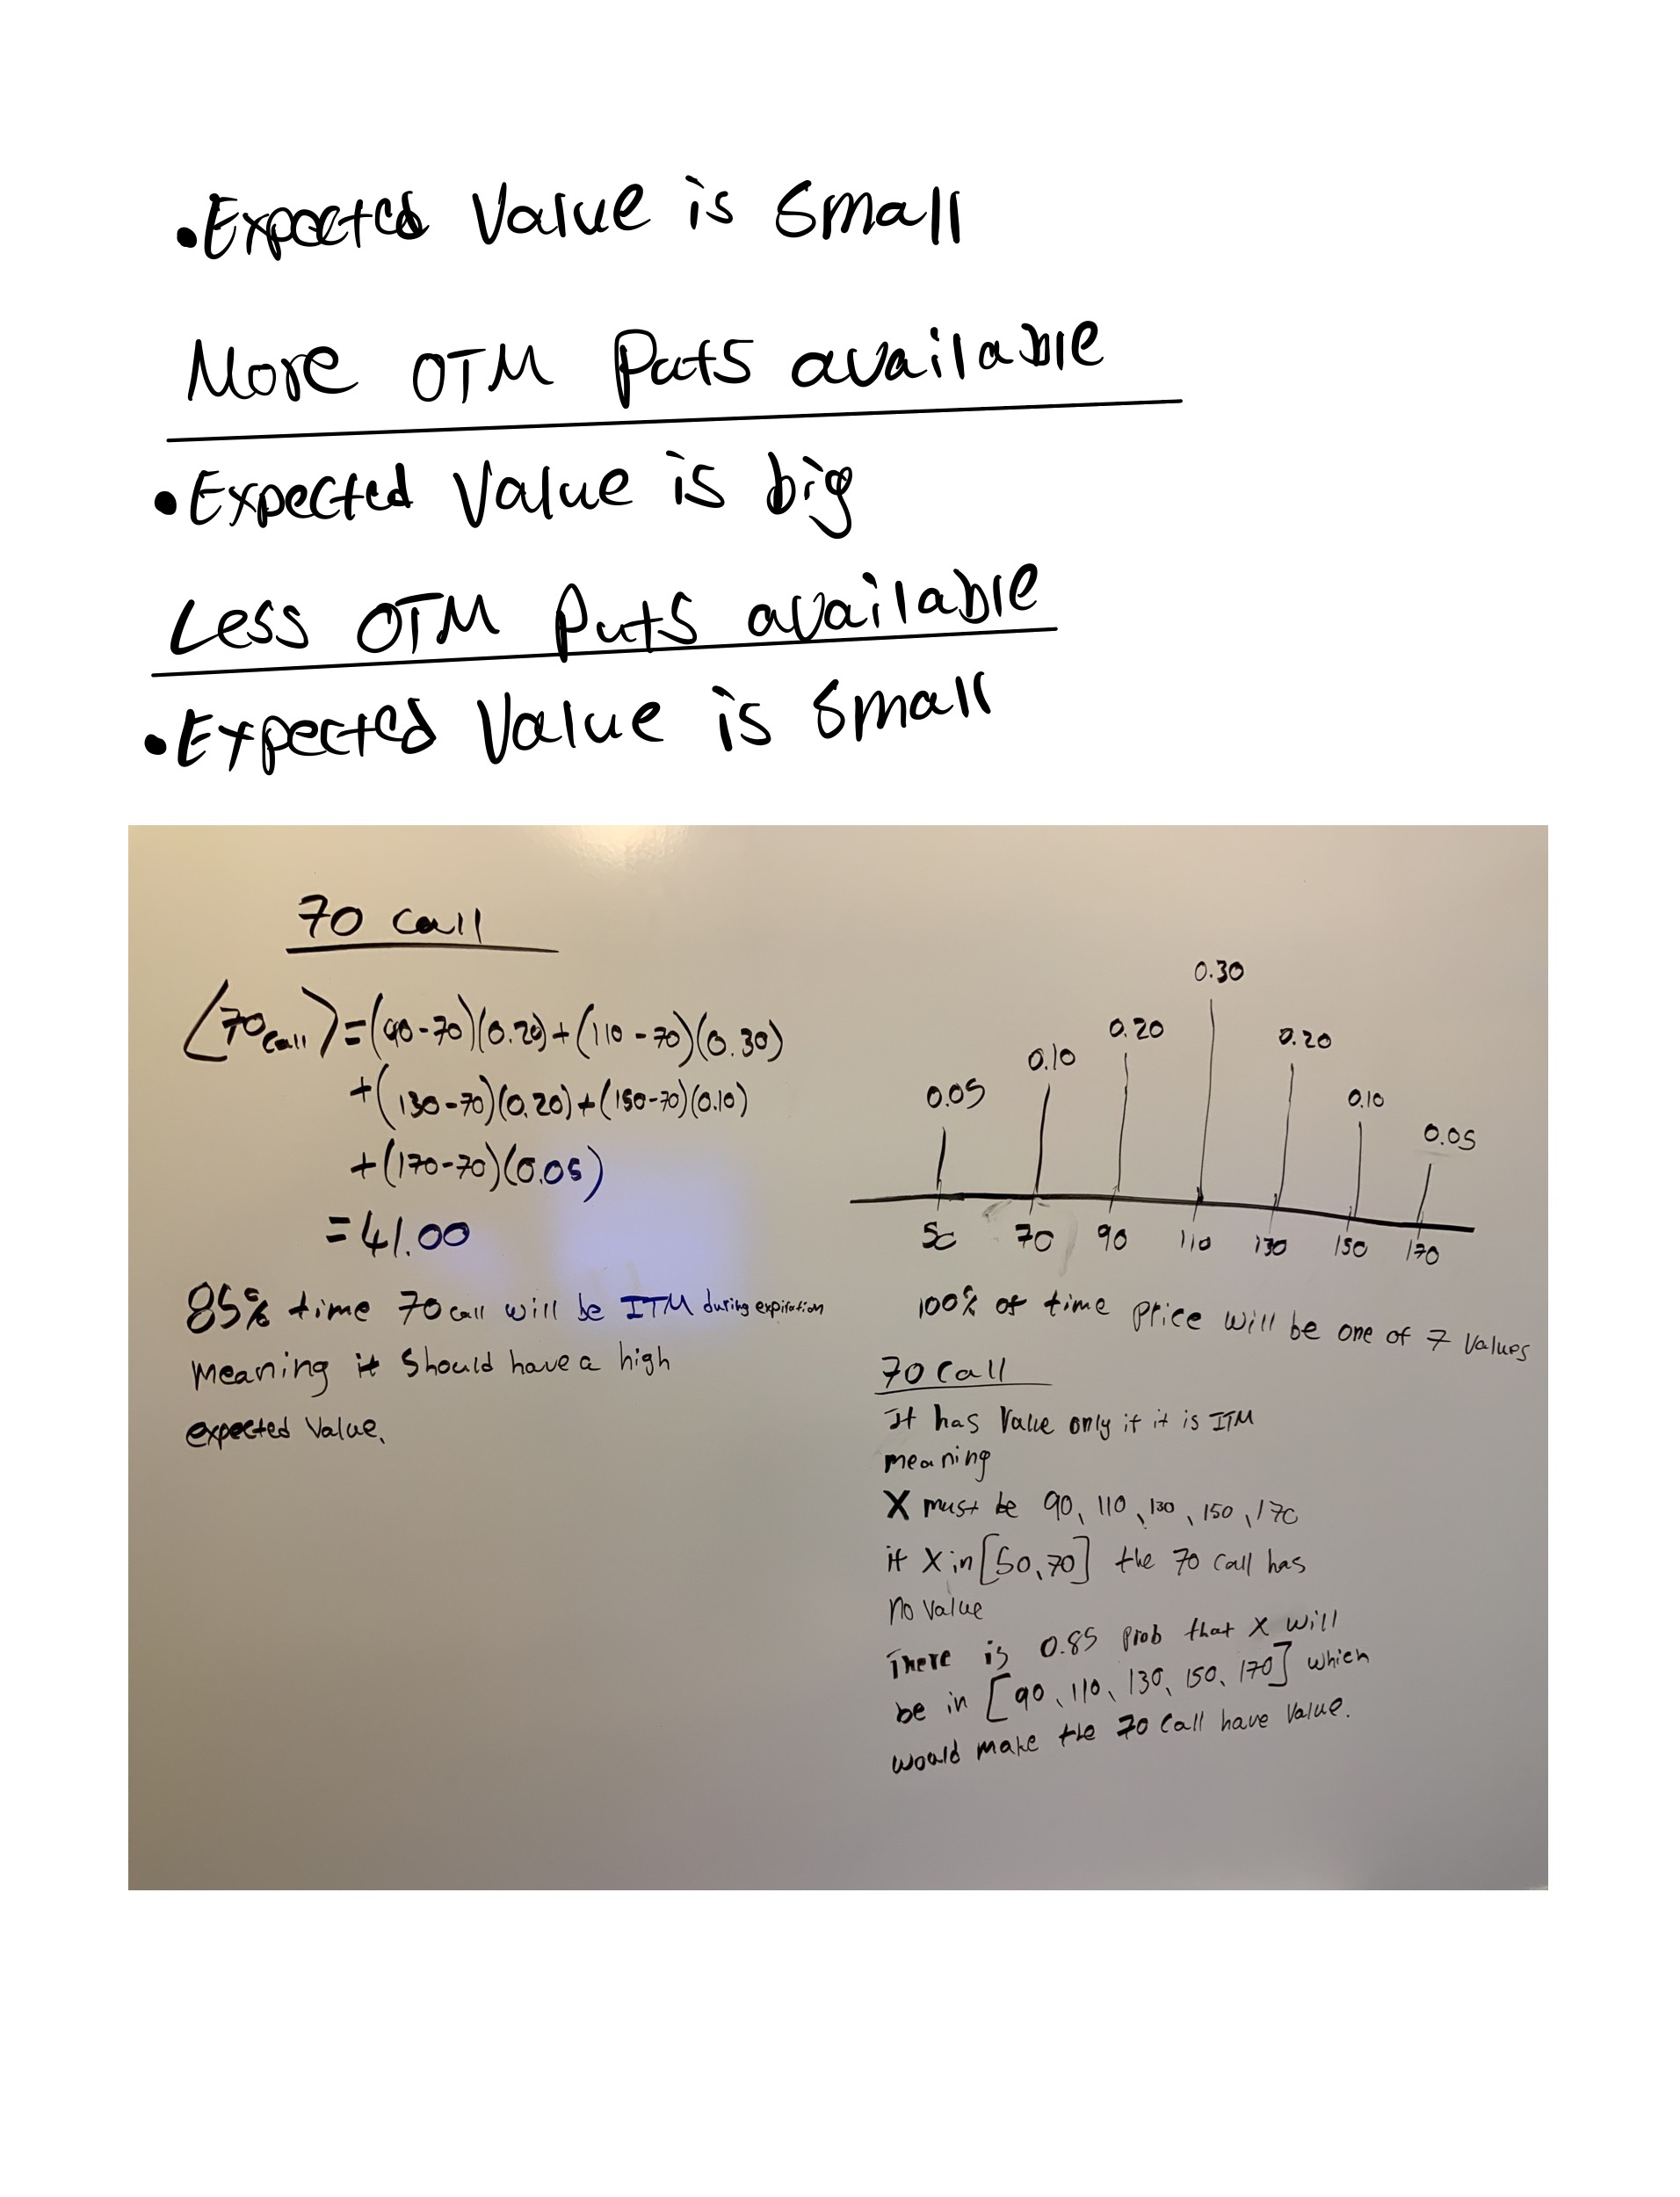 •Expected Value is Small
More OTM Puts available
•Expected Value is big
Less OTM Puts available
•Expected Value is Small
70 Call
⟨70call⟩=(90-70)(0.20)+(110-70)(0.30)
+(130-70)(0.20)+(150-70)(0.10)
+(170-70)(0.05)
=41.00
85% time 70 call will be ITM during expiration
Meaning it Should have a high
expected Value.
0.05
0.10
0.20
0.30
0.20
0.10
0.05
50 70 90 110 130 150 170
100% of time Price will be one of 7 values
70 Call
It has Value only if it is ITM
meaning
X must be 90, 110, 130, 150, 170
if X in [50,70] the 70 call has
no value
There is 0.85 prob that X will
be in [90, 110, 130, 150, 170] which
would make the 70 Call have Value.